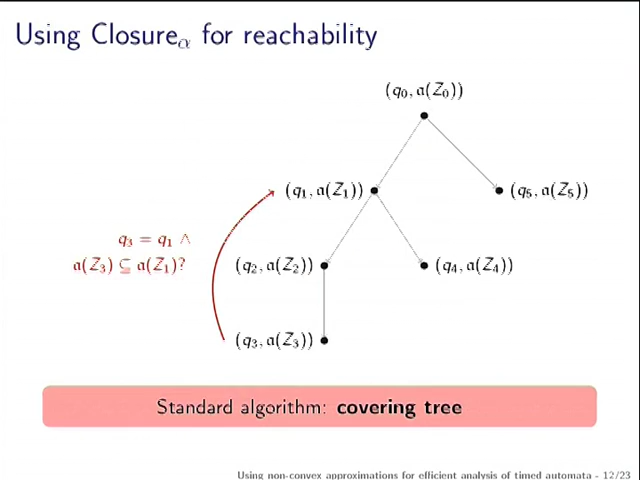 Using Closureα for reachability
(q0, a(Z0))
(q1, a(Z1))
(q5, a(Z5))
q3 = q1 ∧
a(Z3) ⊆ a(Z1)?
(q2, a(Z2))
(q4, a(Z4))
(q3, a(Z3))
Standard algorithm: covering tree
Using non-convex approximations for efficient analysis of timed automata - 12/23